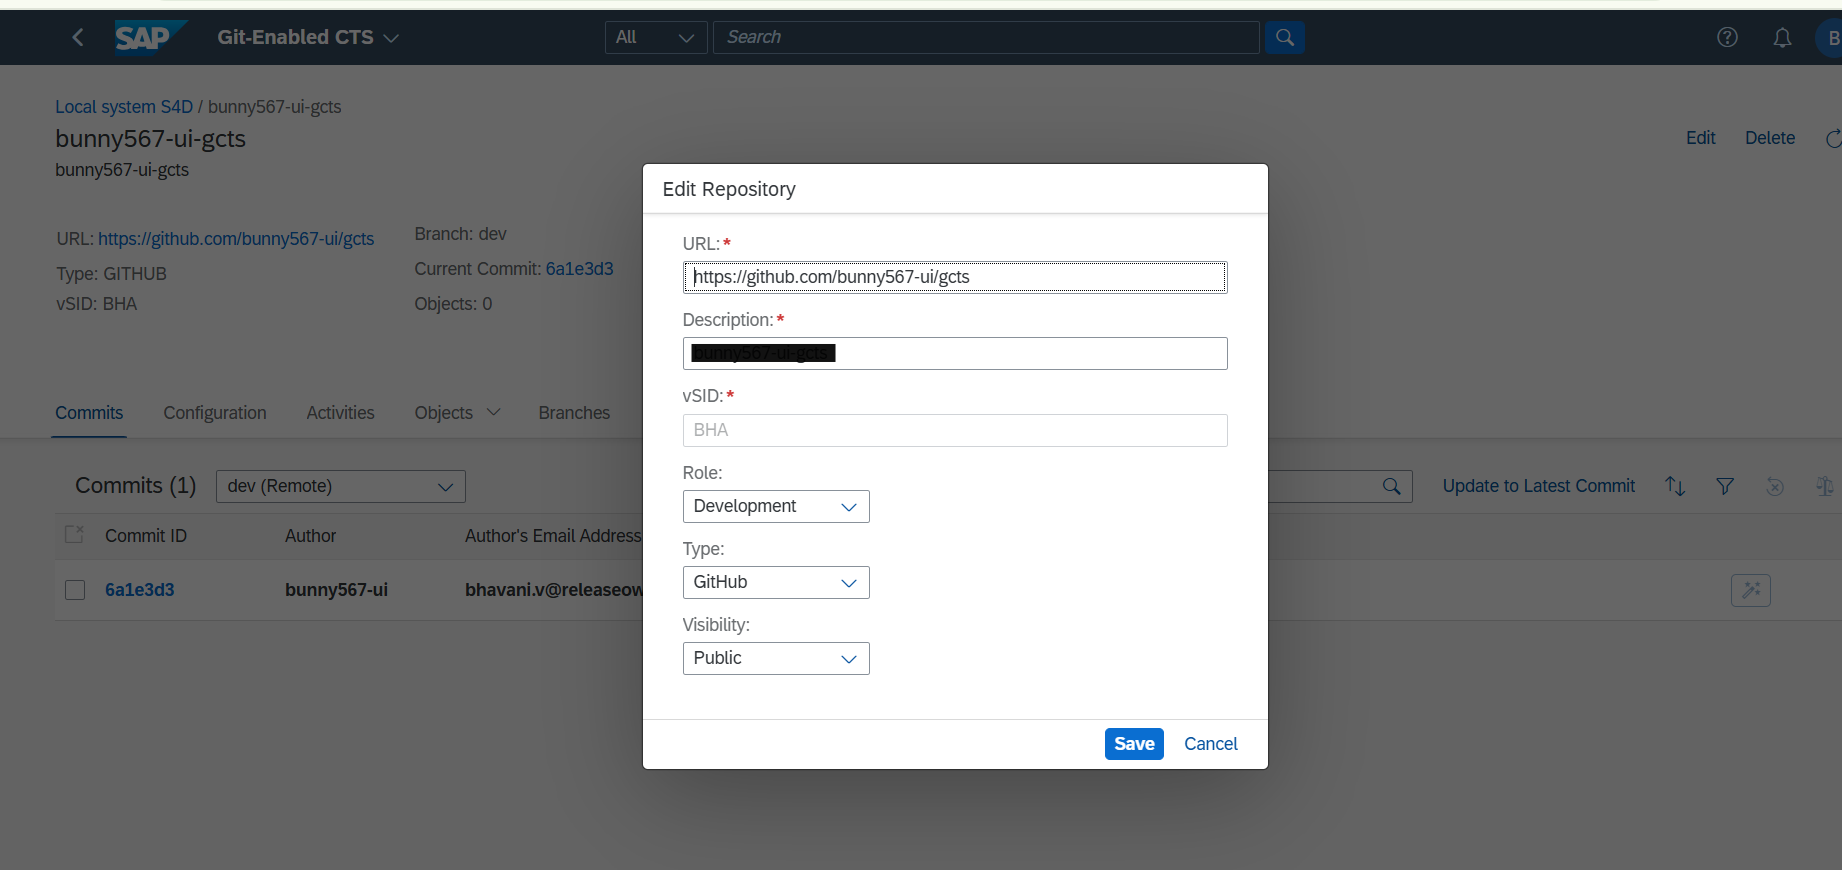 SAP Git-Enabled CTS All Search B
Local system S4D / bunny567-ui-gcts
bunny567-ui-gcts
Edit Delete
bunny567-ui-gcts
URL: https://github.com/bunny567-ui/gcts
Branch: dev
Type: GITHUB
Current Commit: 6a1e3d3
vSID: BHA
Objects: 0
Commits Configuration Activities Objects Branches
Commits (1) dev (Remote) Update to Latest Commit
Commit ID Author Author's Email Address
6a1e3d3 bunny567-ui bhavani.v@releaseow
Edit Repository
URL:*
https://github.com/bunny567-ui/gcts
Description:*
bunny567-ui-gcts
vSID:*
BHA
Role:
Development
Type:
GitHub
Visibility:
Public
Save Cancel